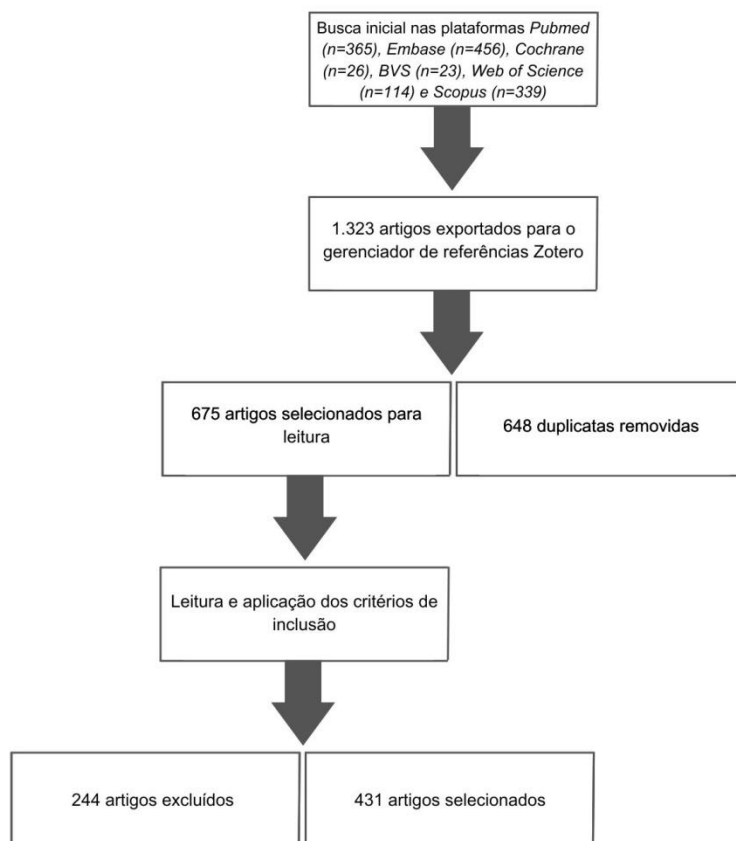 Busca inicial nas plataformas Pubmed
(n=365), Embase (n=456), Cochrane
(n=26), BVS (n=23), Web of Science
(n=114) e Scopus (n=339)
1.323 artigos exportados para o
gerenciador de referências Zotero
675 artigos selecionados para
leitura
648 duplicatas removidas
Leitura e aplicação dos critérios de
inclusão
244 artigos excluídos
431 artigos selecionados